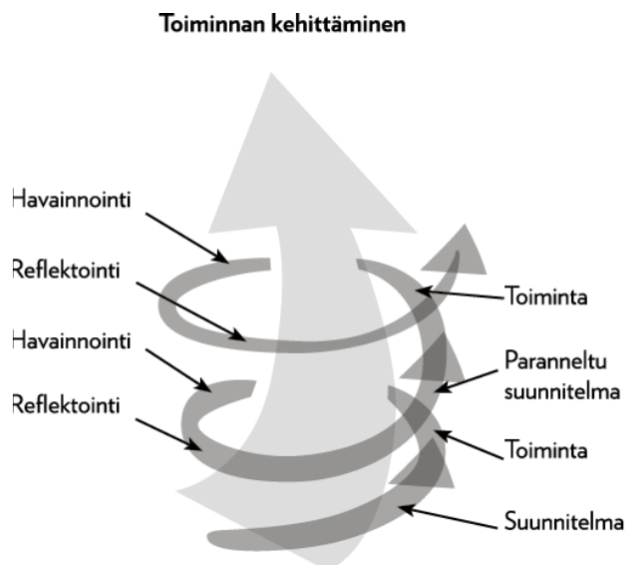 Toiminnan kehittäminen
Havainnointi
Reflektointi
Havainnointi
Reflektointi
Toiminta
Paranneltu
suunnitelma
Toiminta
Suunnitelma